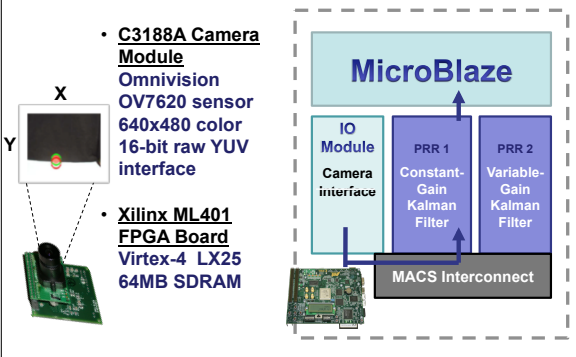 • C3188A Camera
Module
Omnivision
OV7620 sensor
640x480 color
16-bit raw YUV
interface
X
Y
• Xilinx ML401
FPGA Board
Virtex-4 LX25
64MB SDRAM
MicroBlaze
IO
Module
Camera
interface
PRR 1
Constant-
Gain
Kalman
Filter
PRR 2
Variable-
Gain
Kalman
Filter
MACS Interconnect